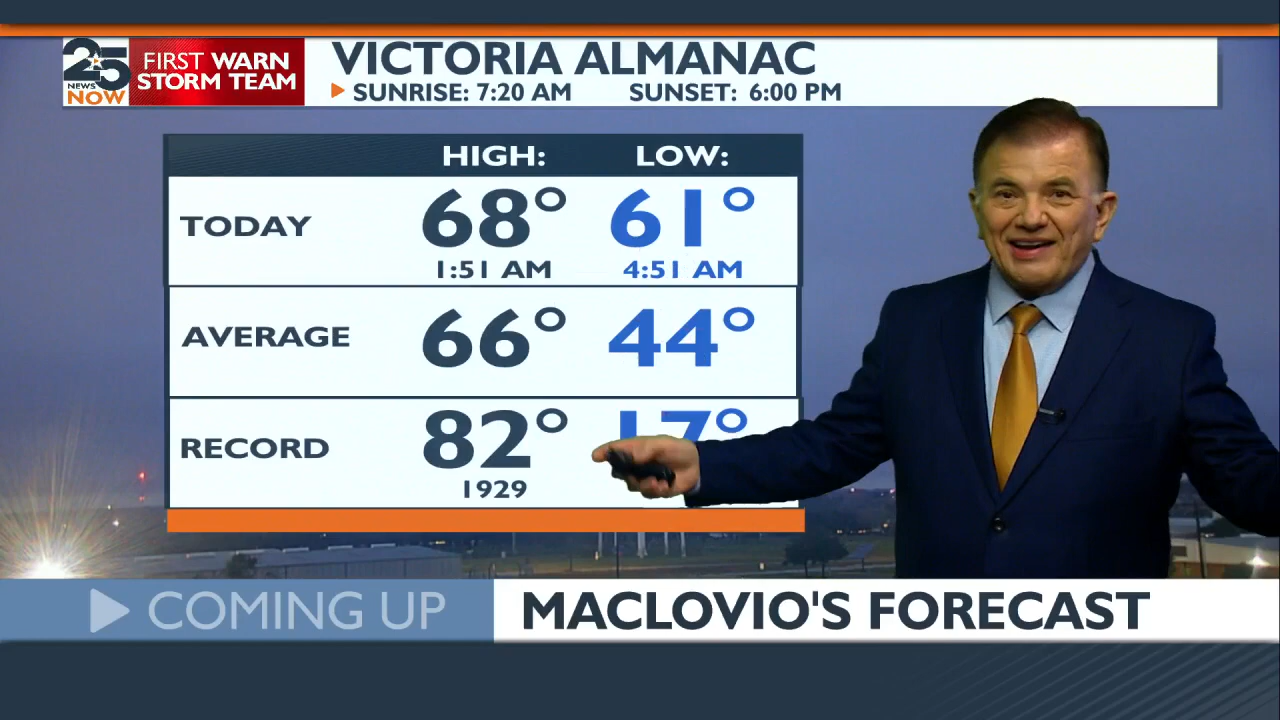 25
NEWS
NOW
FIRST WARN
STORM TEAM
VICTORIA ALMANAC
SUNRISE: 7:20 AM SUNSET: 6:00 PM
HIGH: LOW:
TODAY 68° 61°
1:51 AM 4:51 AM
AVERAGE 66° 44°
RECORD 82° 17°
1929
COMING UP MACLOVIO'S FORECAST